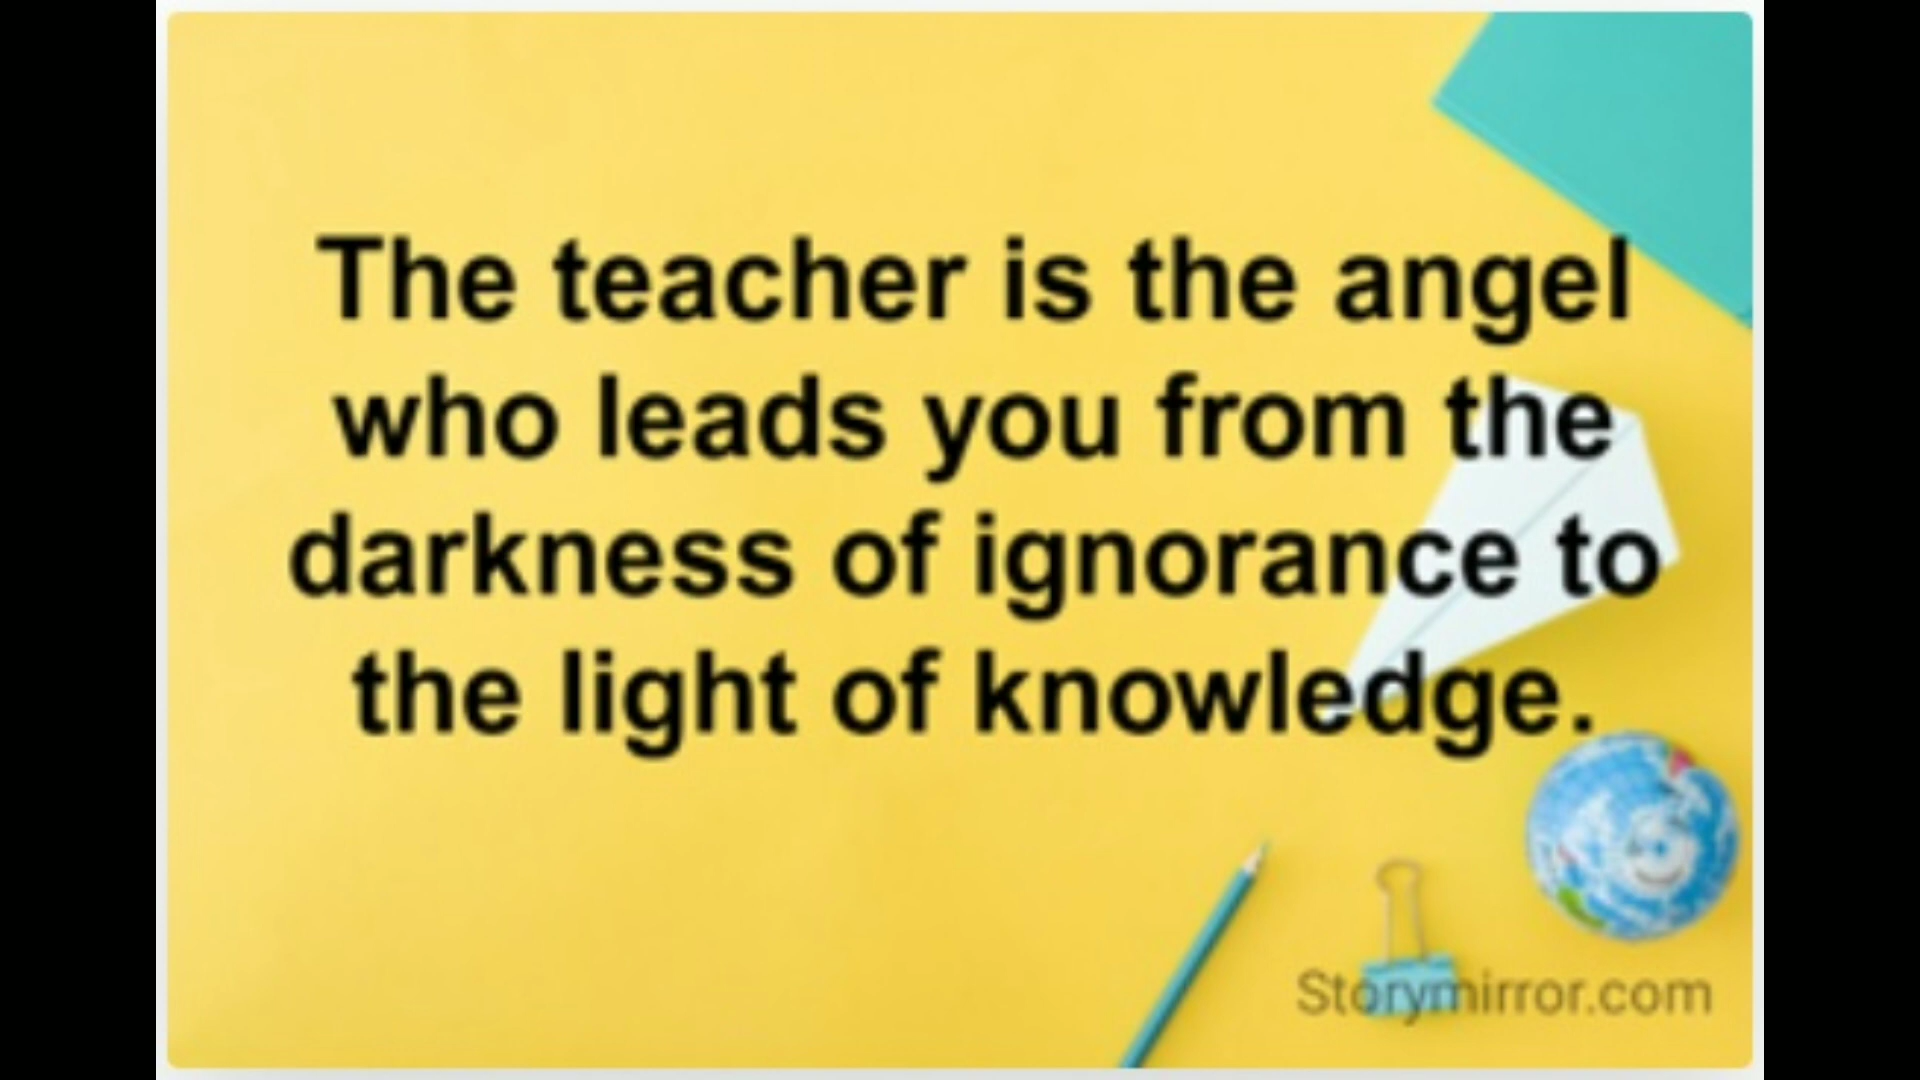 The teacher is the angel
who leads you from the
darkness of ignorance to
the light of knowledge.
Storymirror.com